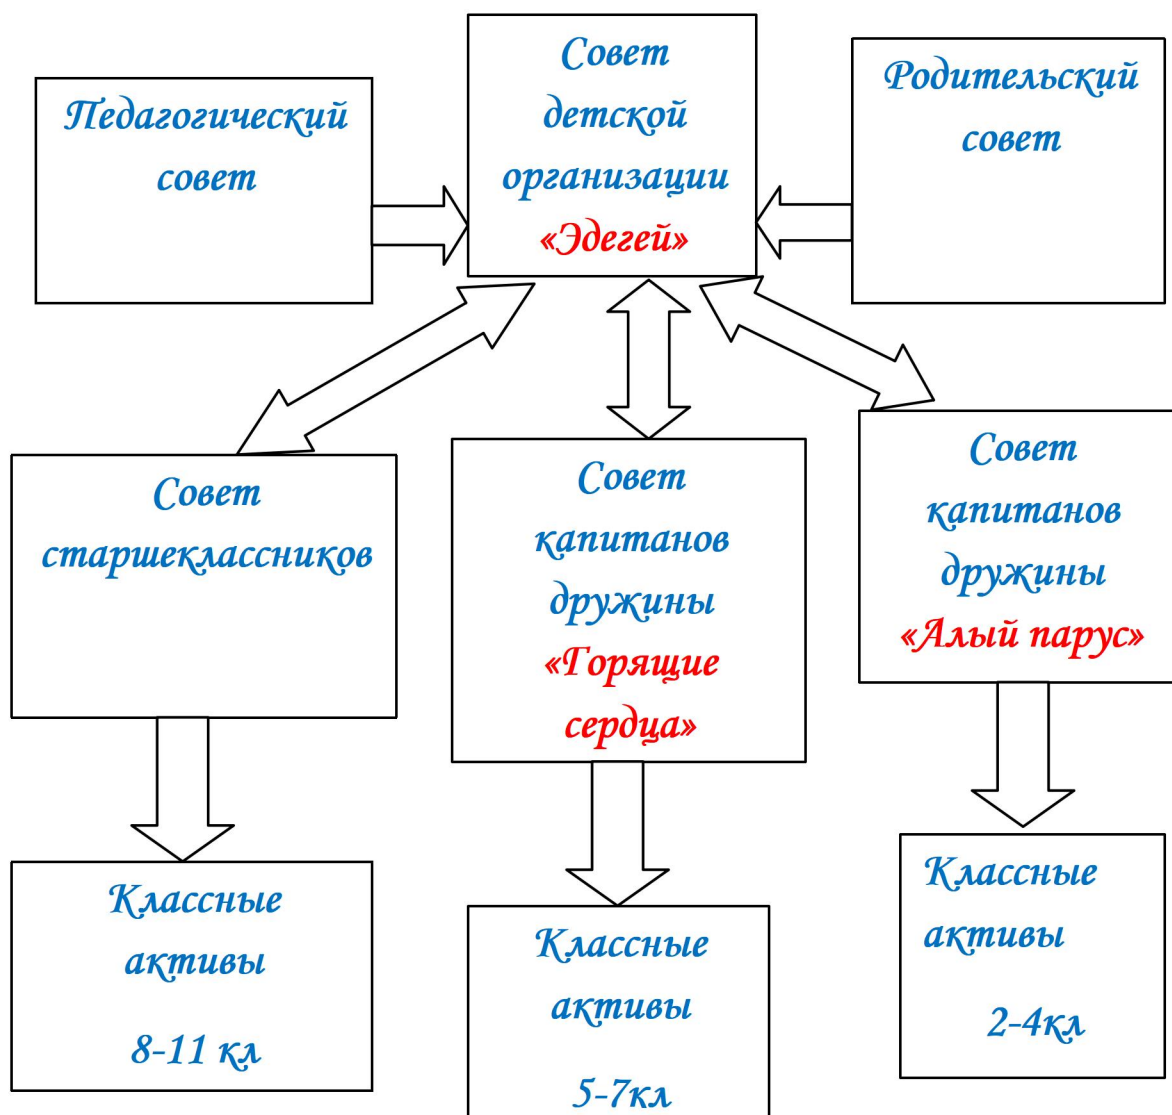 Педагогический
совет
Совет
детской
организации
«Эдегей»
Родительский
совет
Совет
старшеклассников
Совет
капитанов
дружины
«Горящие
сердца»
Совет
капитанов
дружины
«Алый парус»
Классные
активы
8-11 кл
Классные
активы
5-7кл
Классные
активы
2-4кл